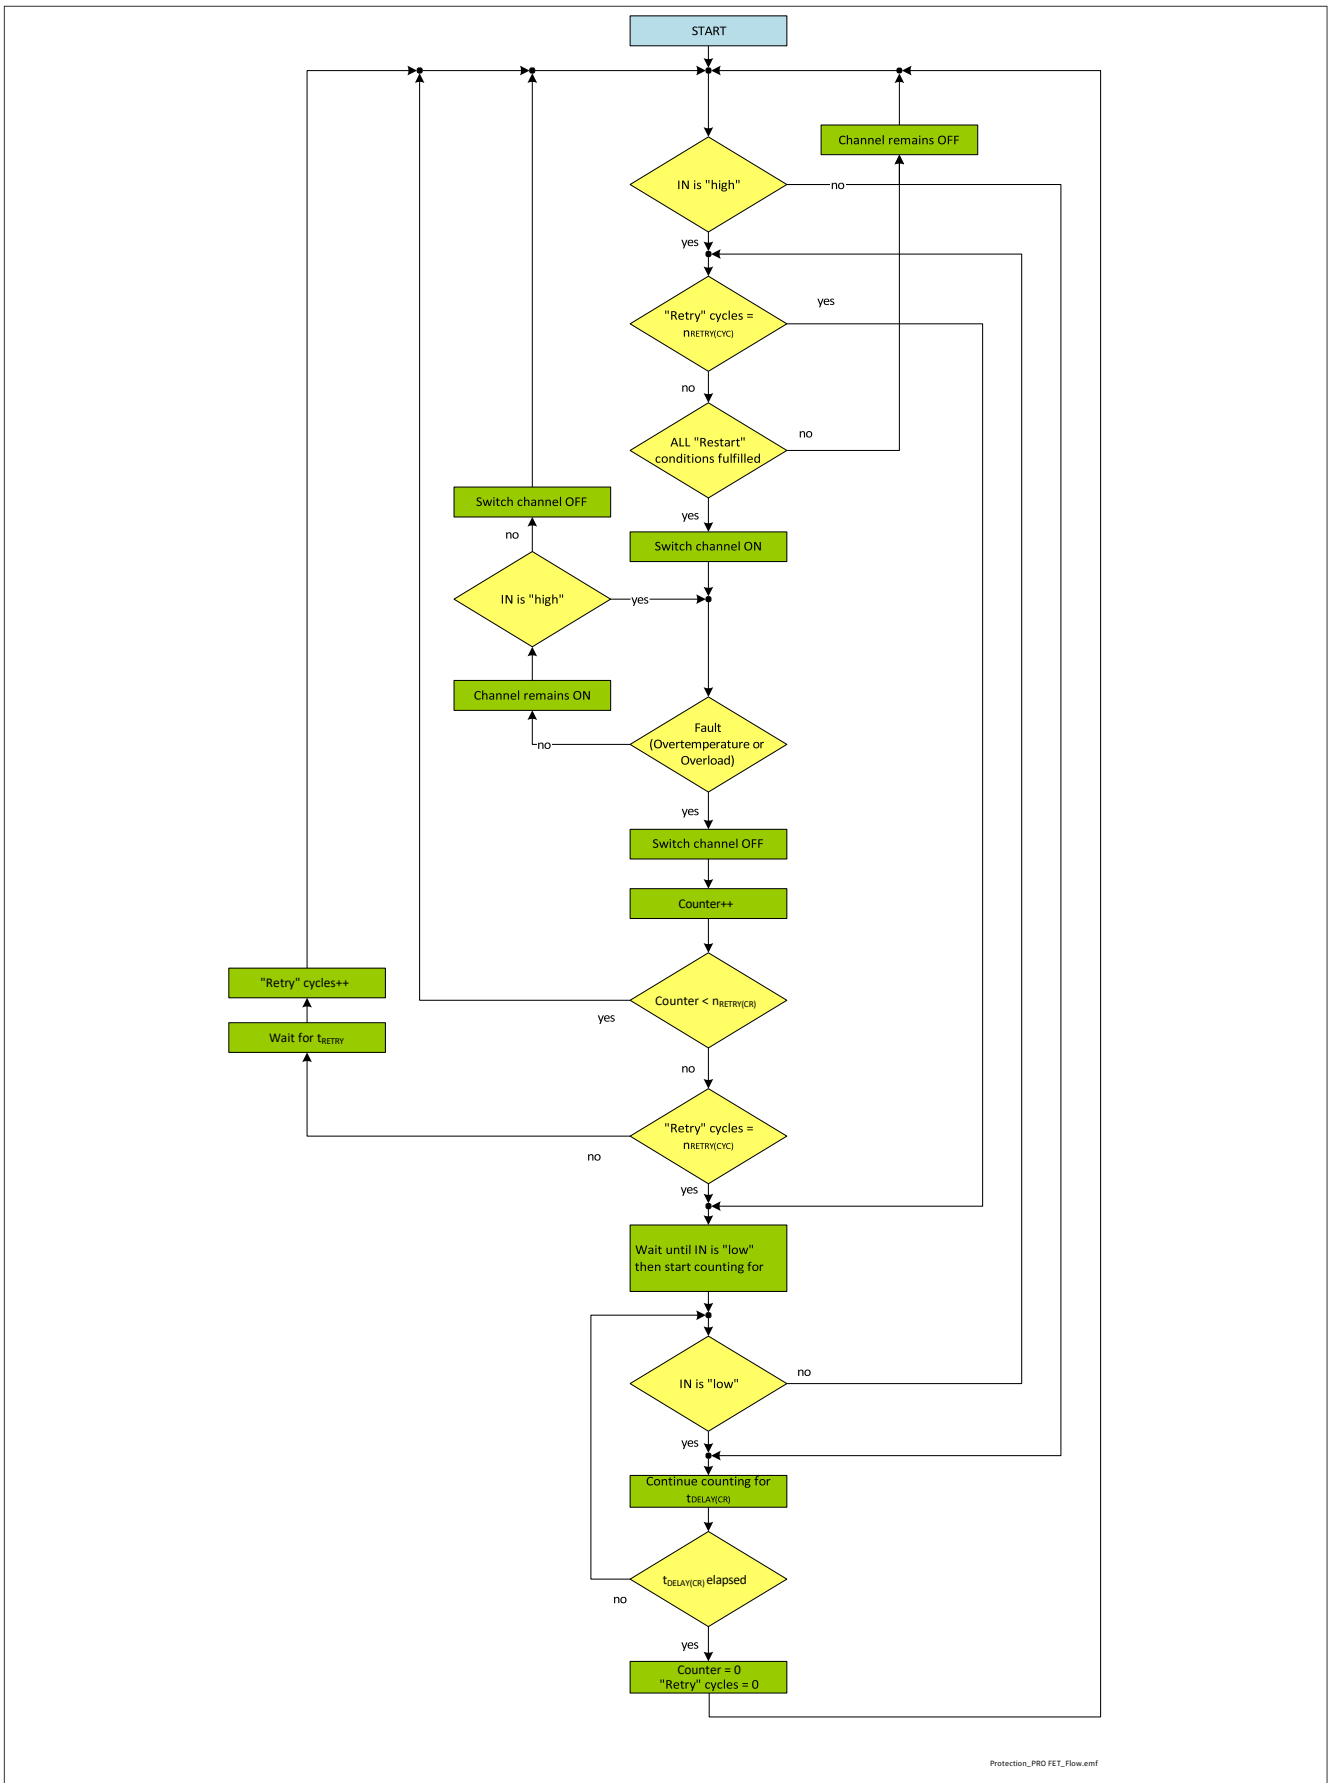 START
Channel remains OFF
IN is "high"
no
yes
"Retry" cycles =
nRETRY(CYC)
yes
no
ALL "Restart"
conditions fulfilled
no
Switch channel OFF
yes
no
Switch channel ON
IN is "high"
yes
Channel remains ON
Fault
(Overtemperature or
Overload)
no
yes
Switch channel OFF
Counter++
"Retry" cycles++
Counter < nRETRY(CR)
yes
Wait for tRETRY
no
"Retry" cycles =
nRETRY(CYC)
no
yes
Wait until IN is "low"
then start counting for
IN is "low"
no
yes
Continue counting for
tDELAY(CR)
tDELAY(CR) elapsed
no
yes
Counter = 0
"Retry" cycles = 0
Protection_PRO FET_Flow.emf